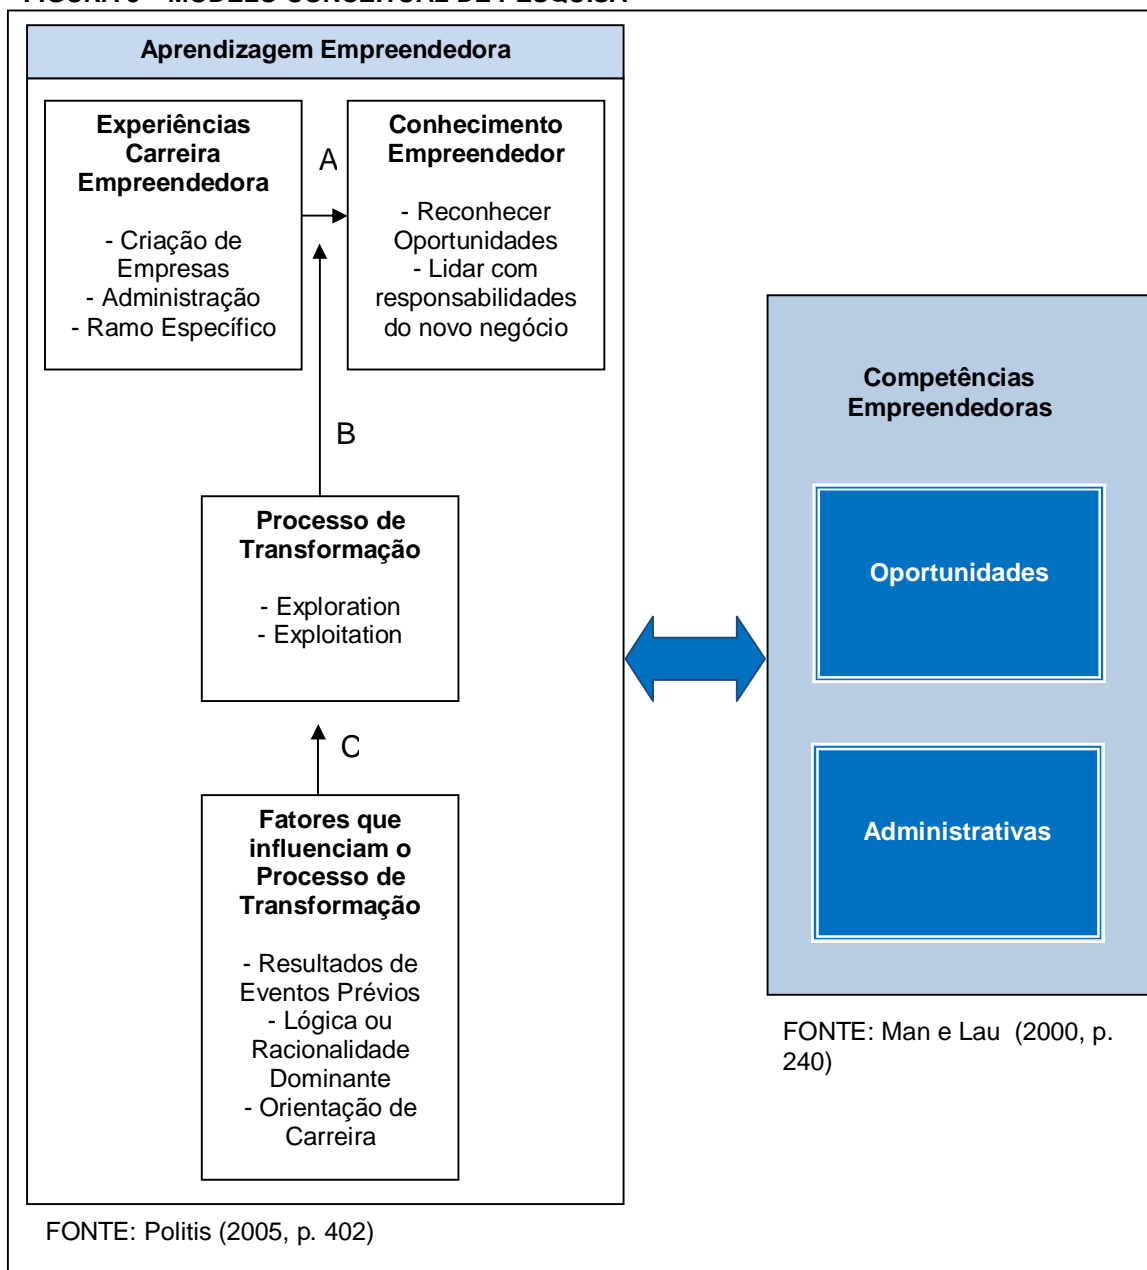 Aprendizagem Empreendedora
Experiências
Carreira
Empreendedora
- Criação de
Empresas
- Administração
- Ramo Específico
A
Conhecimento
Empreendedor
- Reconhecer
Oportunidades
- Lidar com
responsabilidades
do novo negócio
B
Processo de
Transformação
- Exploration
- Exploitation
C
Fatores que
influenciam o
Processo de
Transformação
- Resultados de
Eventos Prévios
- Lógica ou
Racionalidade
Dominante
- Orientação de
Carreira
FONTE: Politis (2005, p. 402)
Competências
Empreendedoras
Oportunidades
Administrativas
FONTE: Man e Lau (2000, p.
240)